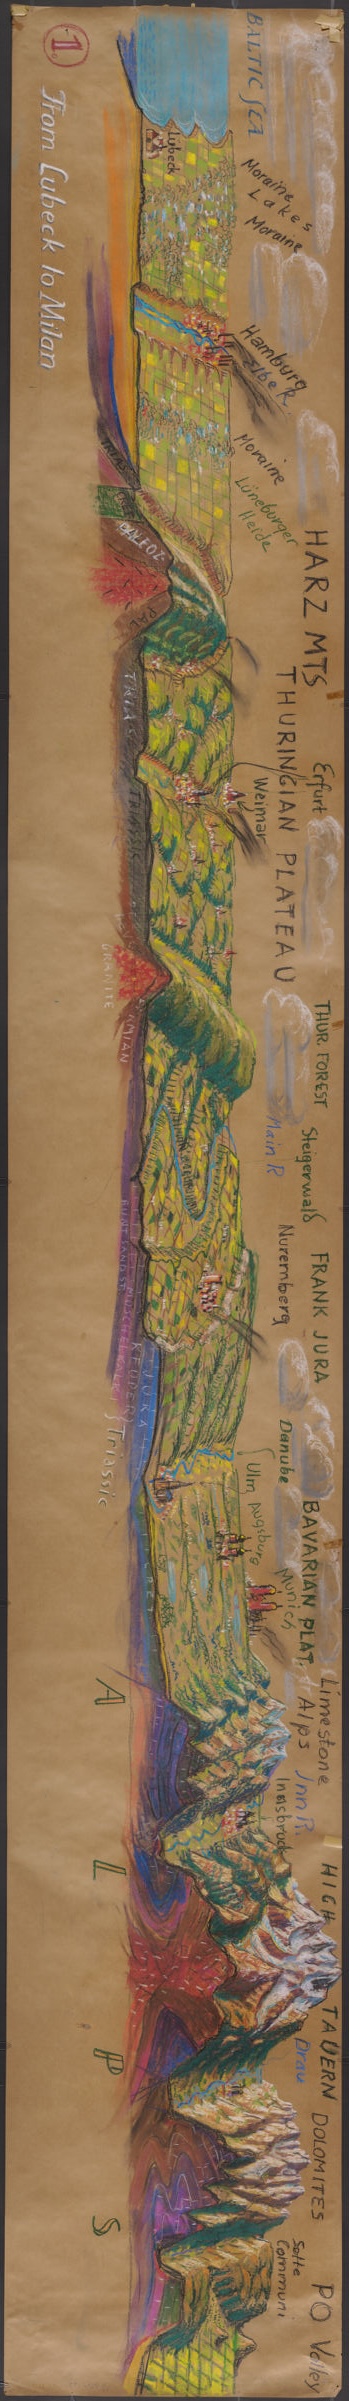 1
From Lubeck to Milan
BALTIC SEA
Lubeck
Moraine
Lakes
Moraine
Hamburg
Elbe R.
Moraine
Lüneburger
Heide
HARZ MTS
PALEOZ
PAL
THURINGIAN PLATEAU
Erfurt
Weimar
TRIAS
TRIASSIC
GRANITE
THUR. FOREST
Steigerwald
Main R
Nuremberg
FRANK JURA
KEUPER
JURA
Triassic
Danube
Ulm
Augsburg
BAVARIAN PLAT.
Munich
Limestone
Alps
Inn R.
Innsbruck
HIGH TAUERN
Drau
DOLOMITES
Sette
Communi
PO Valley
ALPS